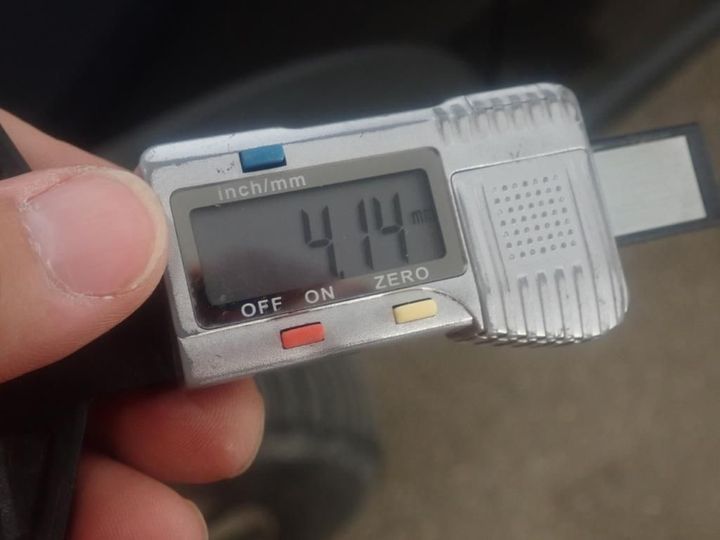 inch/mm
4.14 mm
OFF ON ZERO